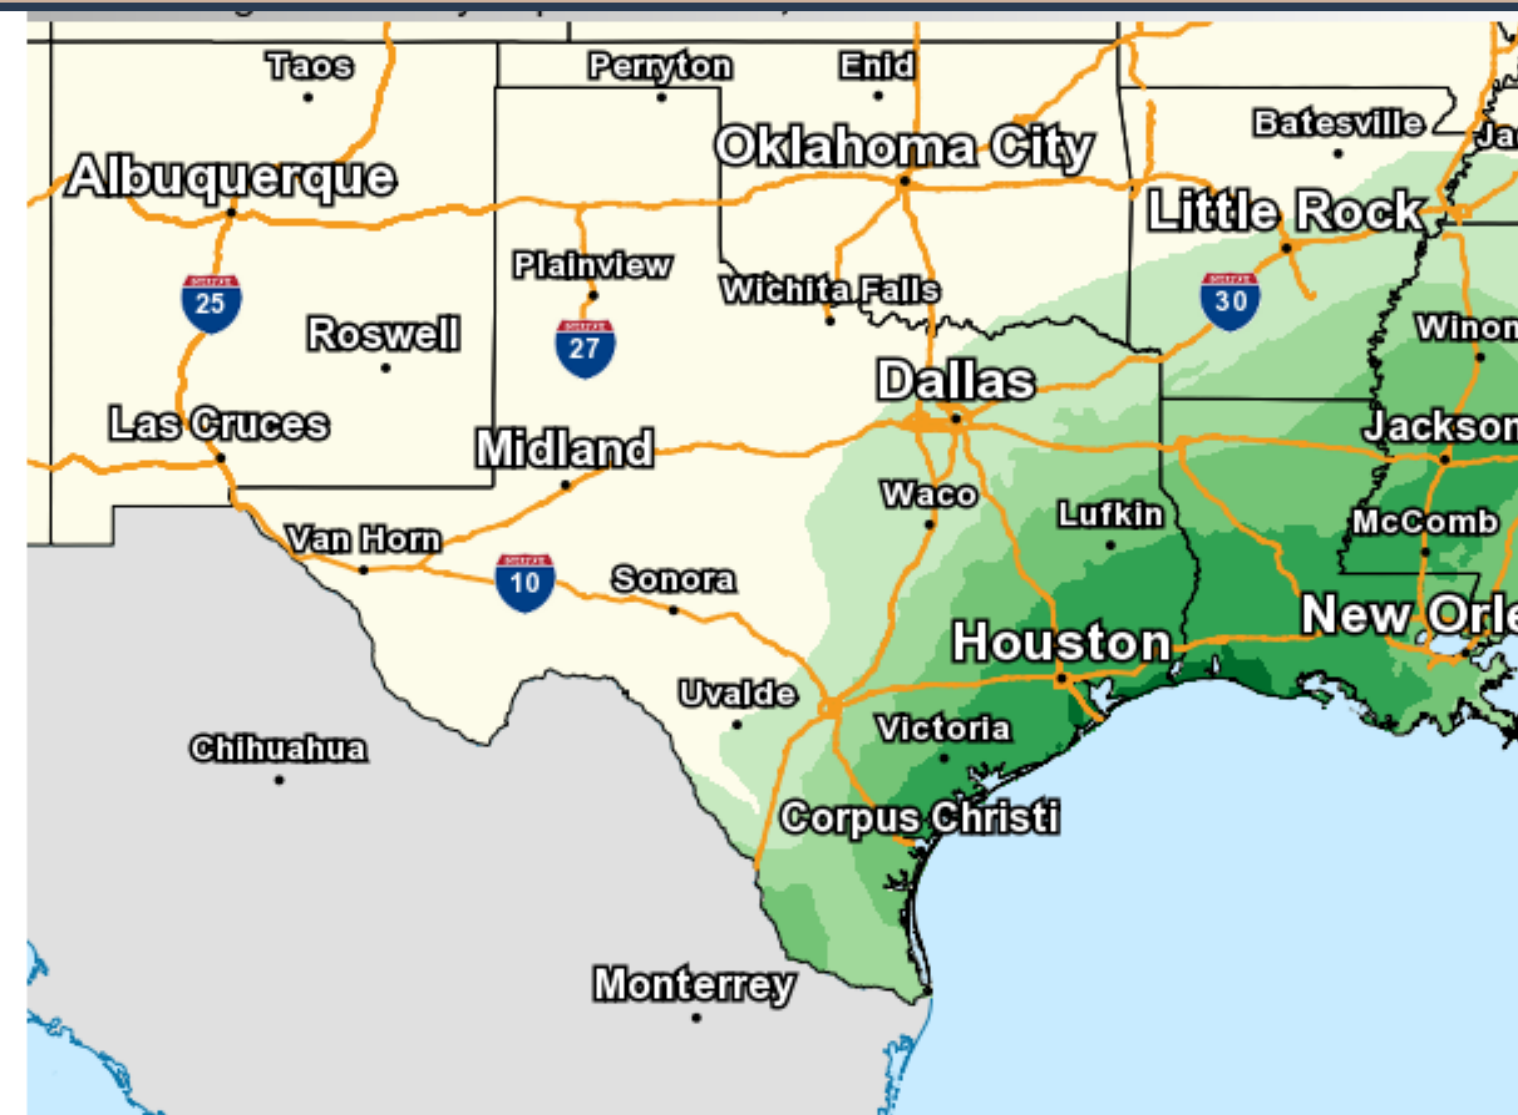 Taos
Perryton
Enid
Batesville
Oklahoma City
Albuquerque
Little Rock
Plainview
Wichita Falls
25
30
Roswell
27
Winon
Dallas
Las Cruces
Jackson
Midland
Waco
Lufkin
McComb
Van Horn
10
Sonora
New Orle
Houston
Uvalde
Victoria
Chihuahua
Corpus Christi
Monterrey